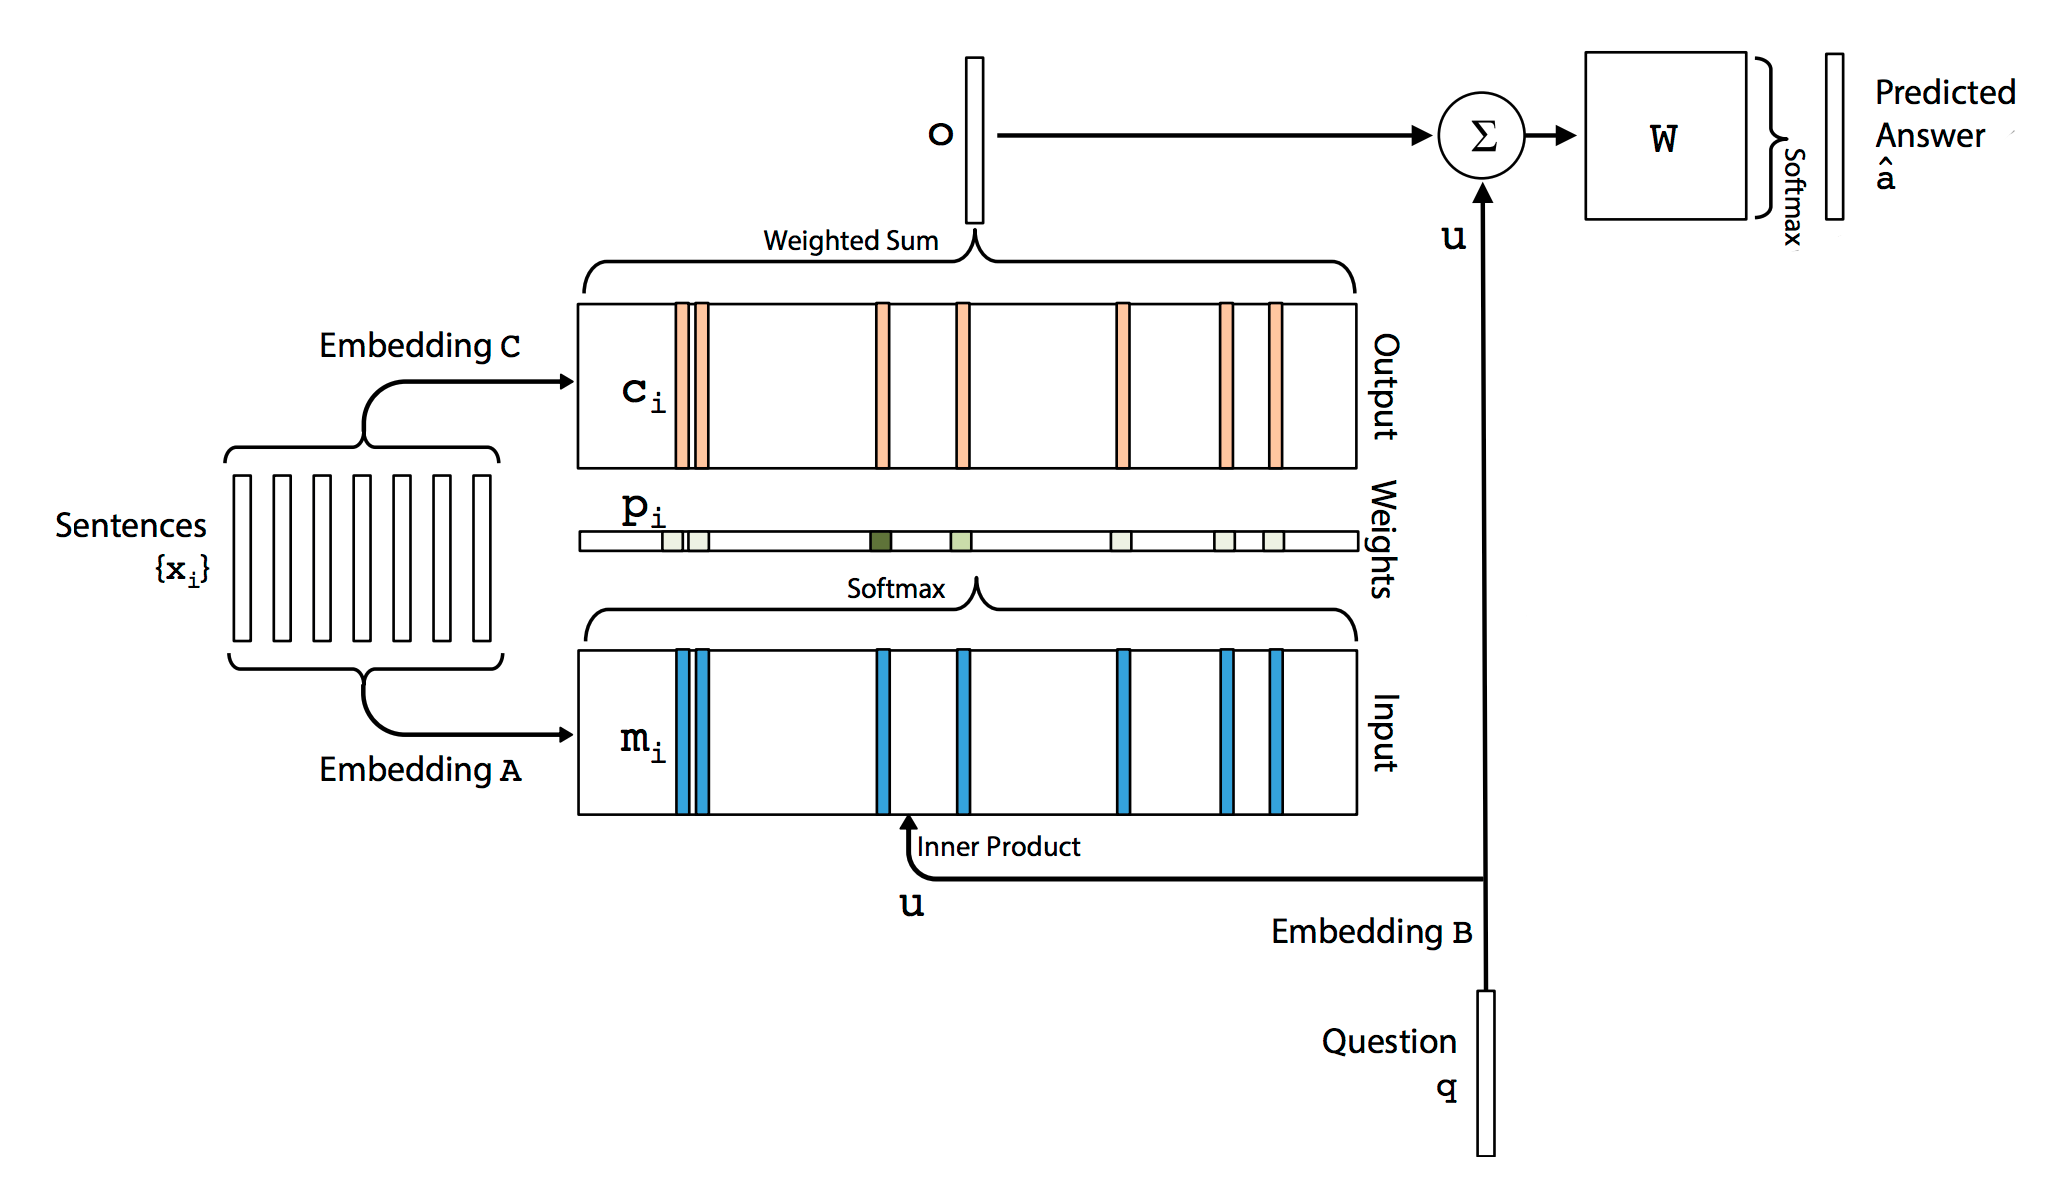 o
Σ
W
Softmax
Predicted
Answer
â
u
Weighted Sum
Embedding C
c_i
Output
Sentences
{x_i}
p_i
Weights
Softmax
m_i
Input
Embedding A
Inner Product
u
Embedding B
Question
q